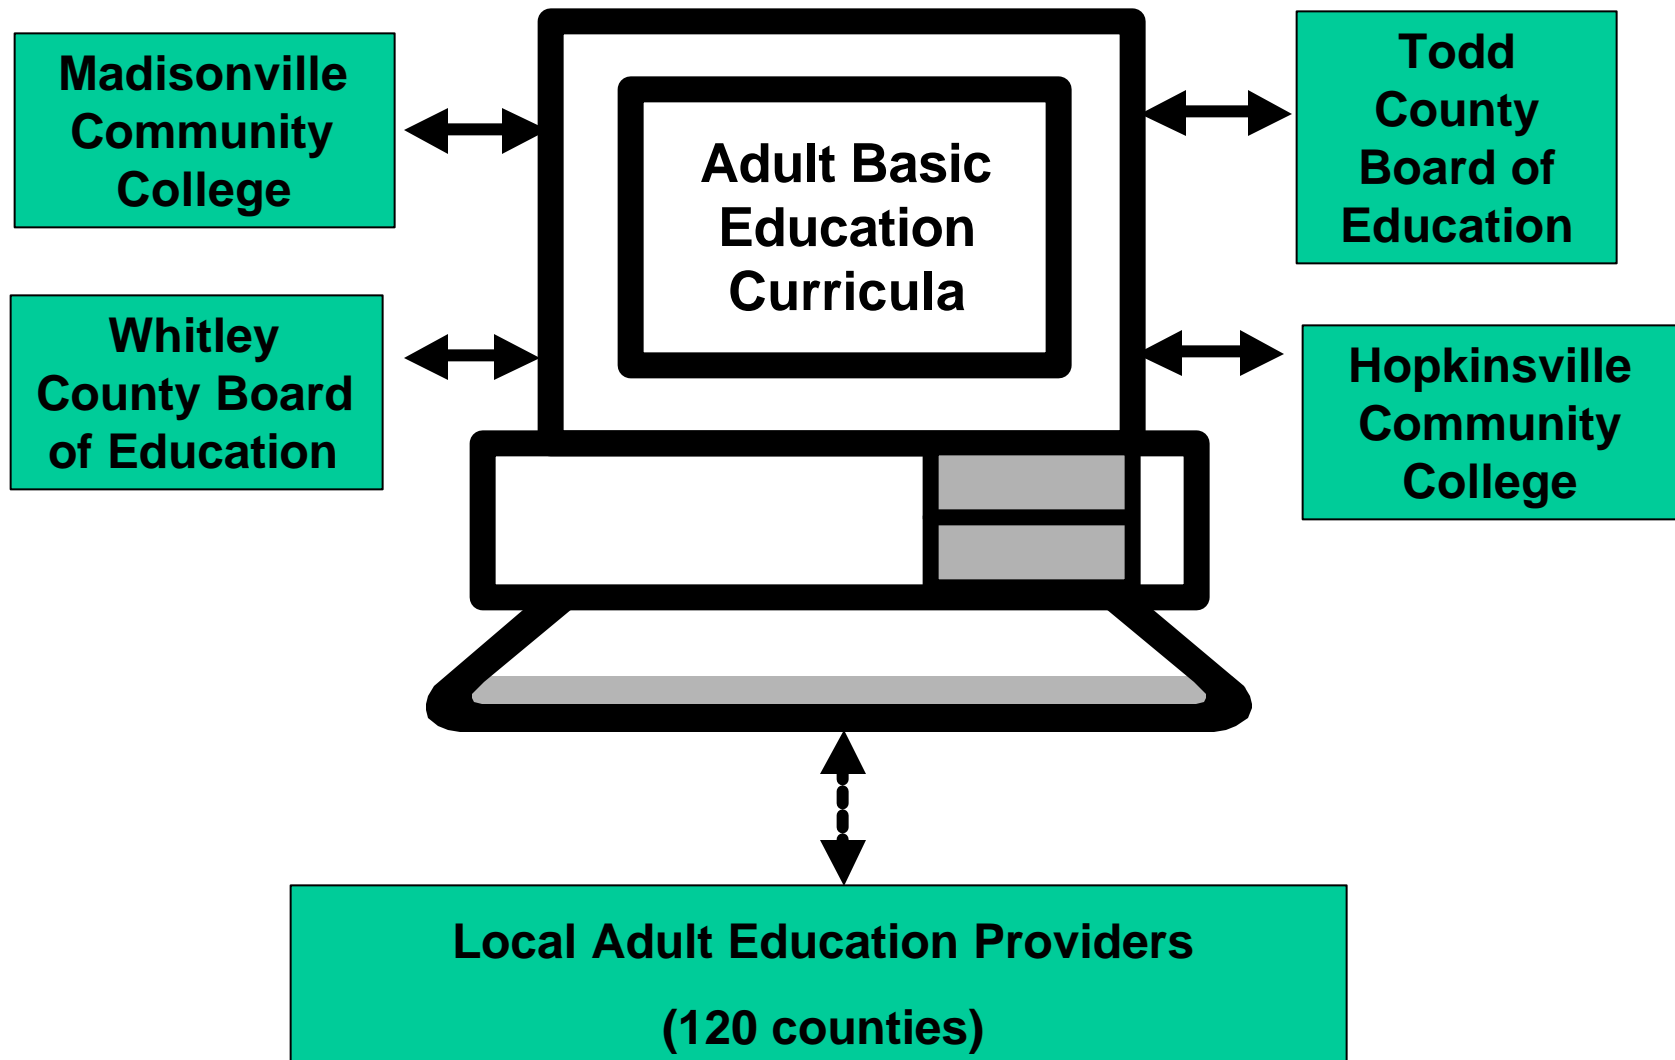 Madisonville
Community
College
Todd
County
Board of
Education
Adult Basic
Education
Curricula
Whitley
County Board
of Education
Hopkinsville
Community
College
Local Adult Education Providers
(120 counties)